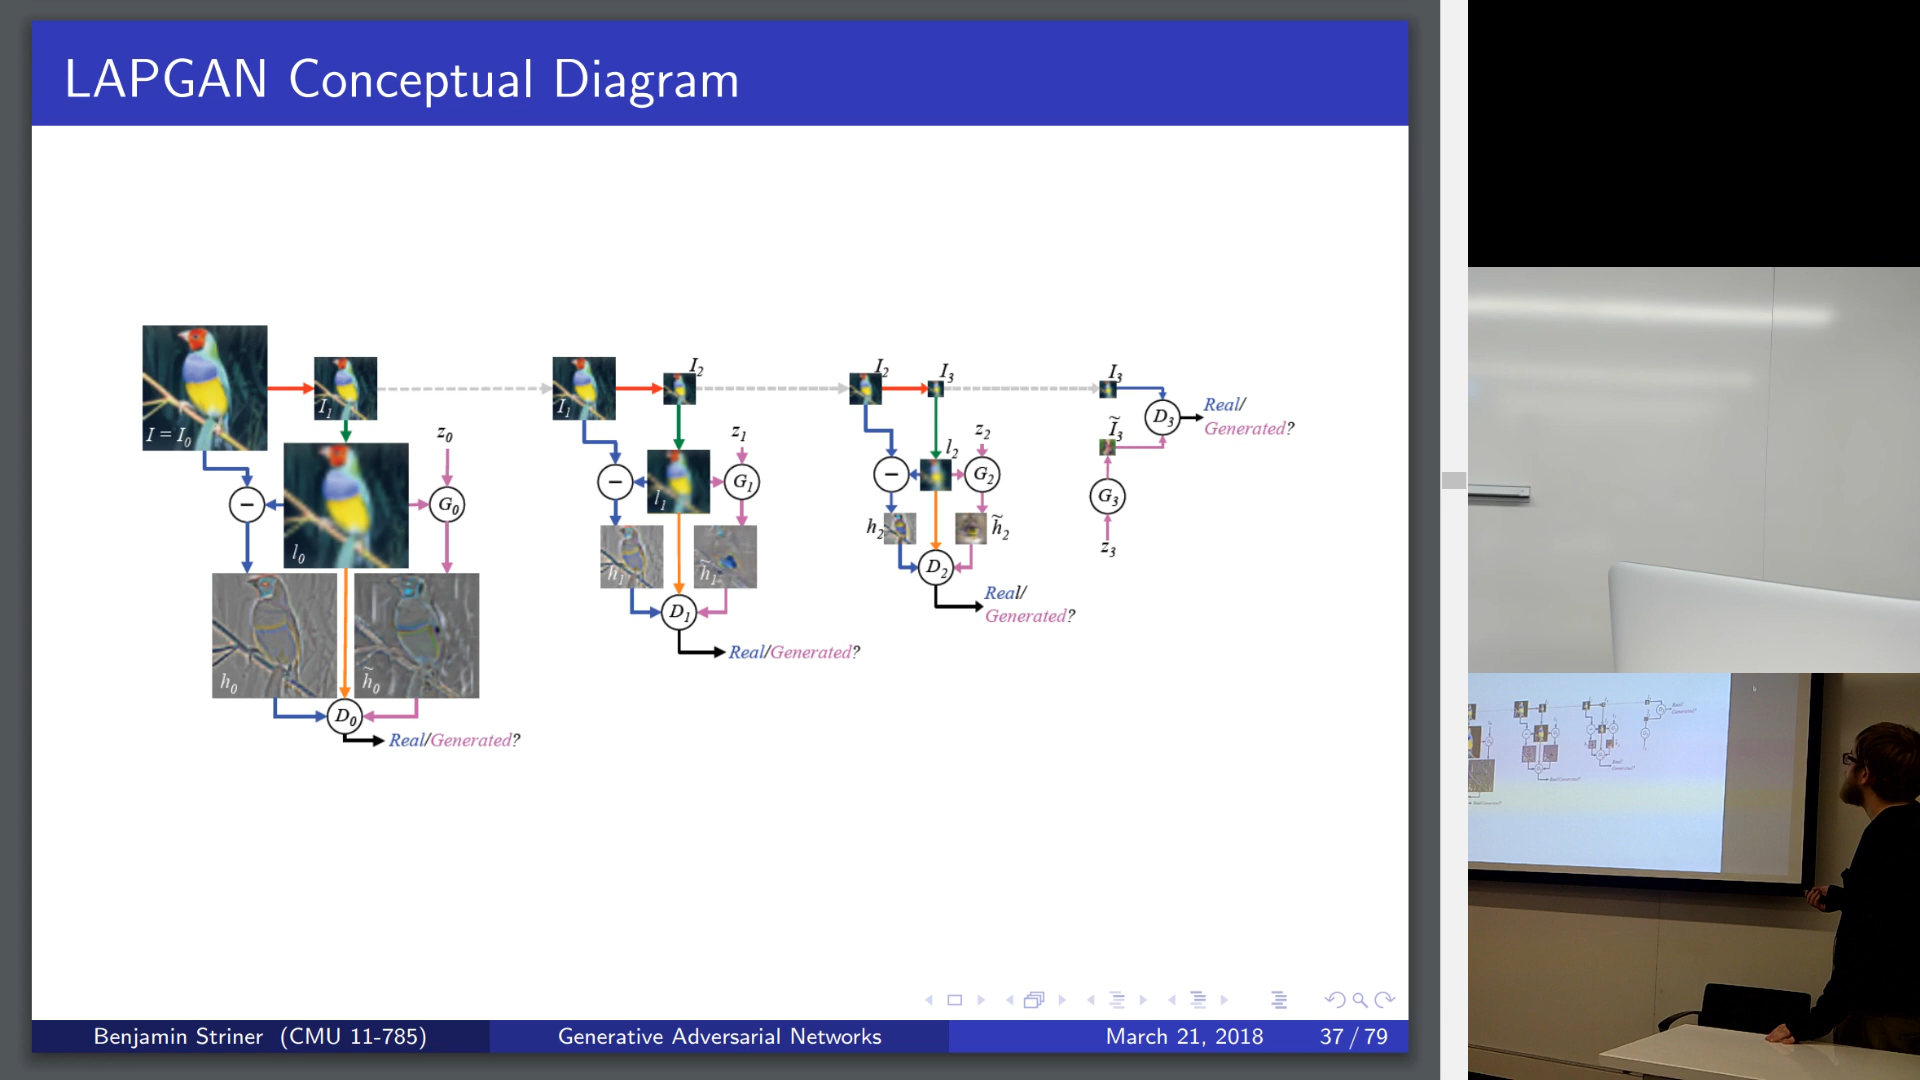 LAPGAN Conceptual Diagram
I = I0
I1
l0
z0
G0
−
h0
h̃0
D0
Real/Generated?
I1
I2
−
l1
z1
G1
h1
h̃1
D1
Real/Generated?
I2
I3
−
l2
z2
G2
h2
h̃2
D2
Real/
Generated?
I3
Ĩ3
D3
Real/
Generated?
G3
z3
Benjamin Striner (CMU 11-785)
Generative Adversarial Networks
March 21, 2018
37 / 79